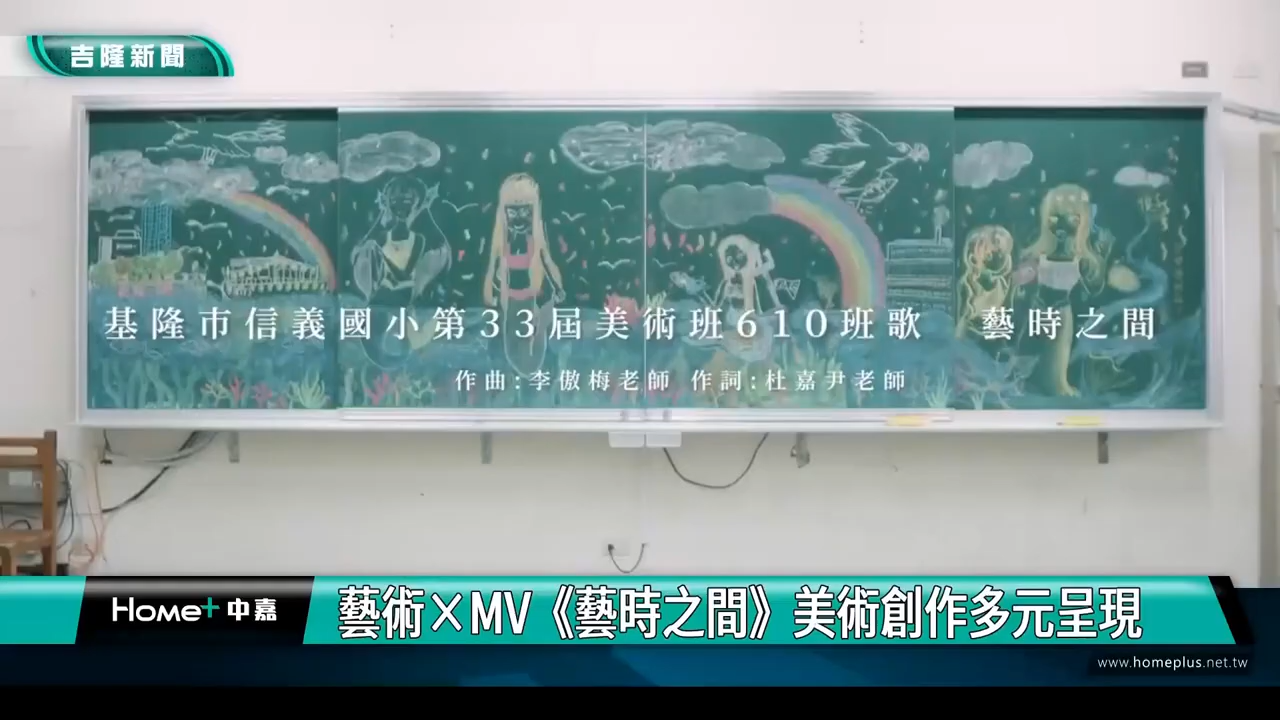 吉隆新聞
基隆市信義國小第33屆美術班610班歌 藝時之間
作曲:李傲梅老師 作詞:杜嘉尹老師
Home+中嘉
藝術×MV《藝時之間》美術創作多元呈現
www.homeplus.net.tw